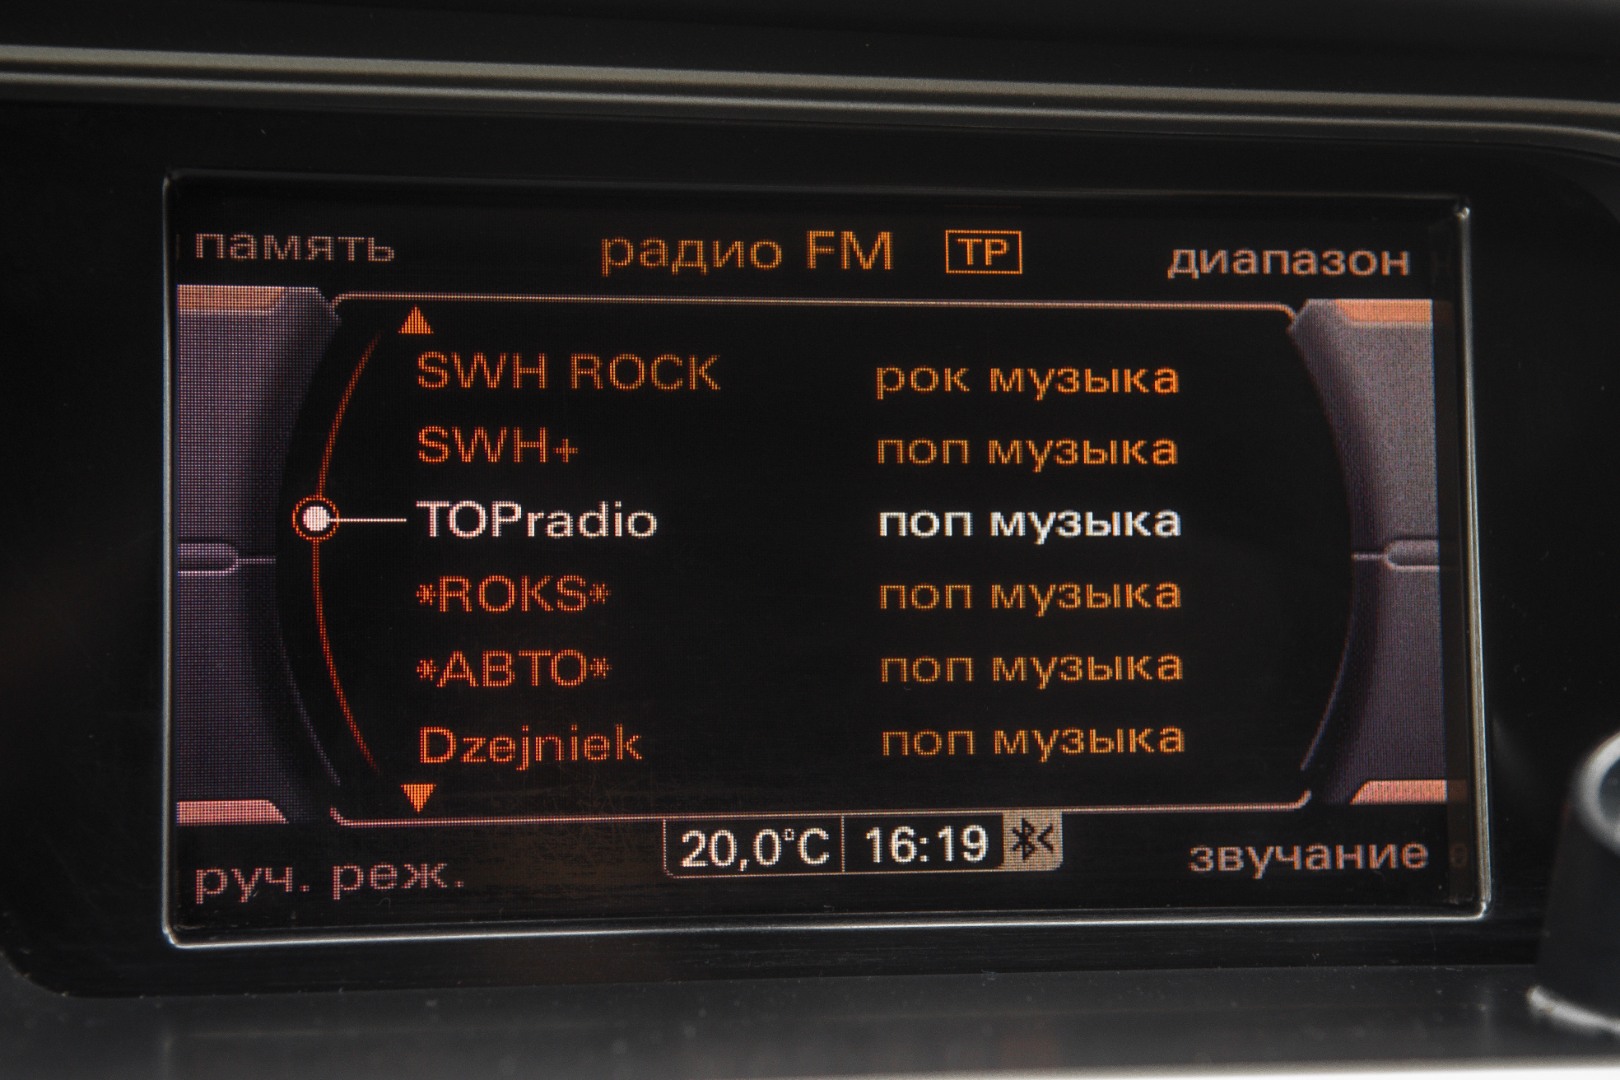 память радио FM TP диапазон
SWH ROCK рок музыка
SWH+ поп музыка
TOPradio поп музыка
*ROKS* поп музыка
*ABTO* поп музыка
Dzejniek поп музыка
руч. реж. 20,0°C 16:19 звучание